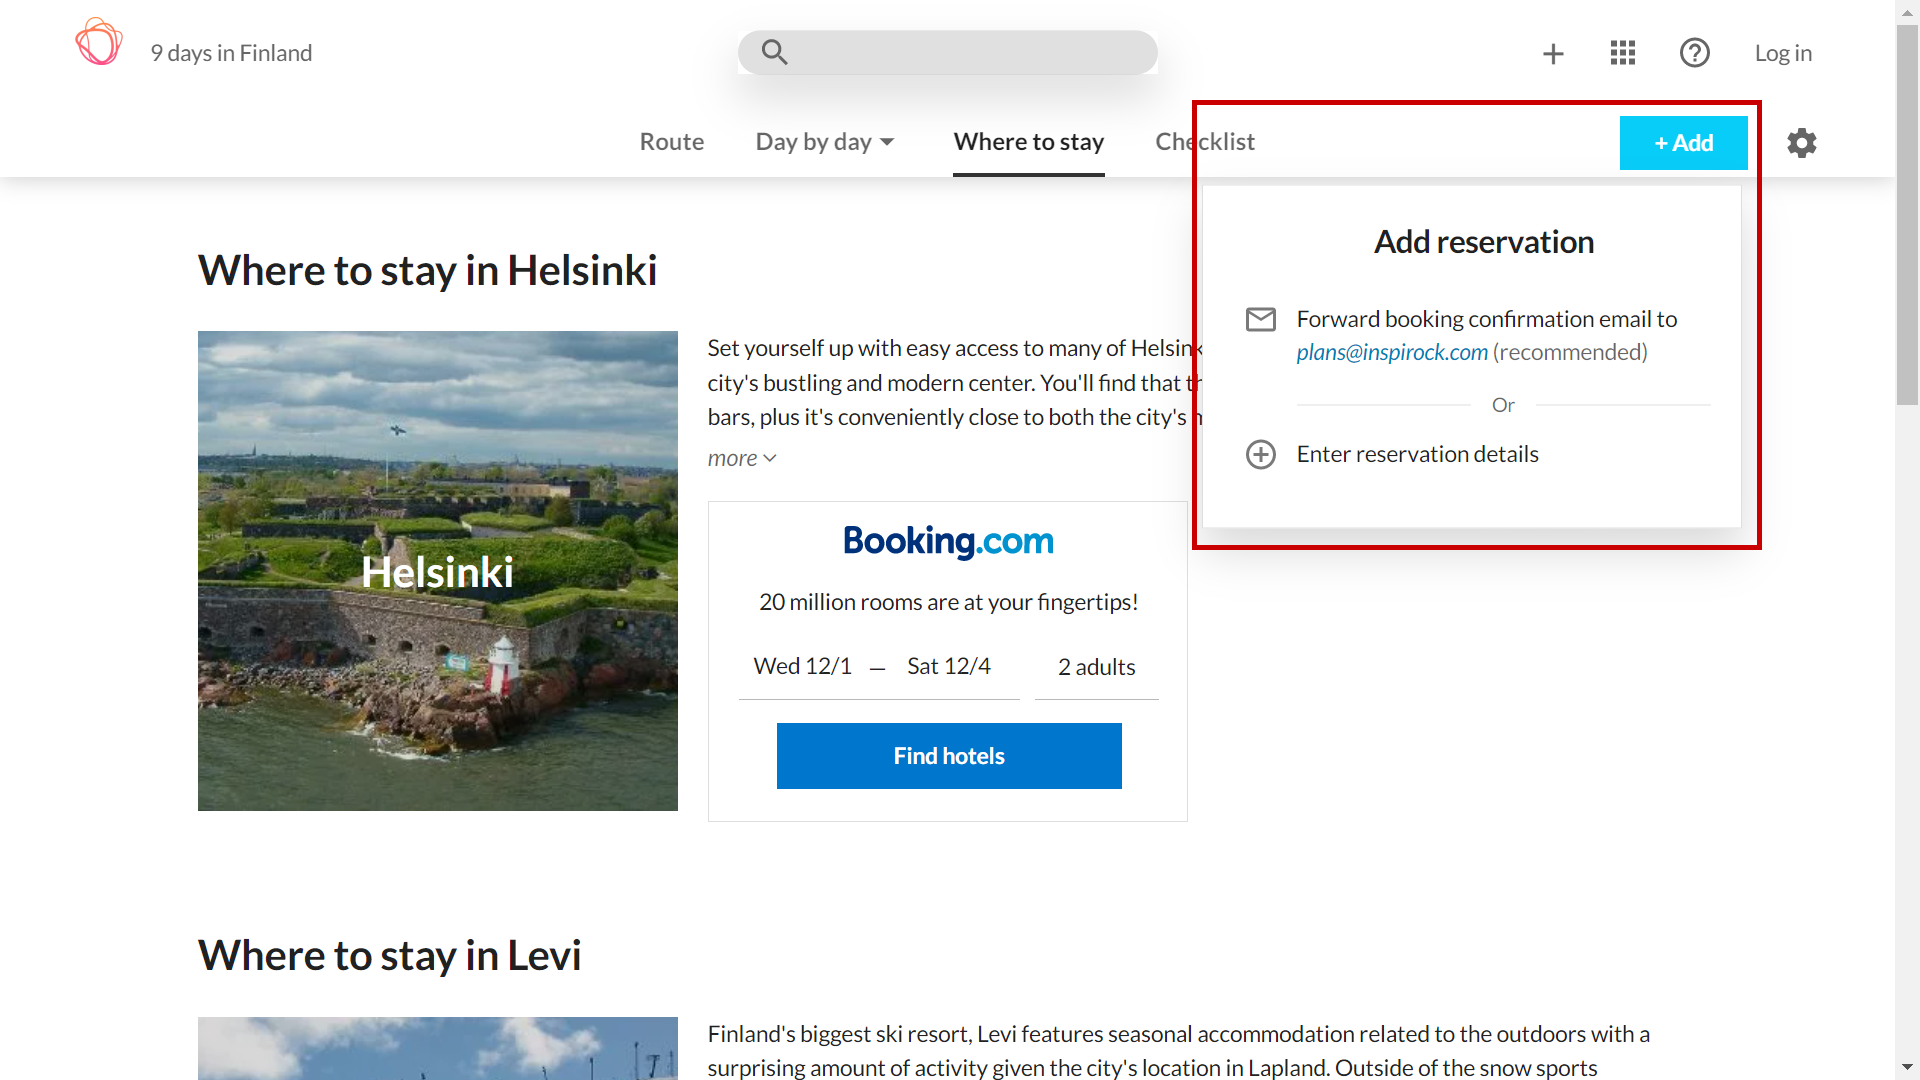 9 days in Finland
Log in
Route
Day by day
Where to stay
Checklist
+ Add
Add reservation
Forward booking confirmation email to
plans@inspirock.com (recommended)
Or
Enter reservation details
Where to stay in Helsinki
Helsinki
Set yourself up with easy access to many of Helsink
city's bustling and modern center. You'll find that
bars, plus it's conveniently close to both the city's
more
Booking.com
20 million rooms are at your fingertips!
Wed 12/1 — Sat 12/4
2 adults
Find hotels
Where to stay in Levi
Finland's biggest ski resort, Levi features seasonal accommodation related to the outdoors with a
surprising amount of activity given the city's location in Lapland. Outside of the snow sports